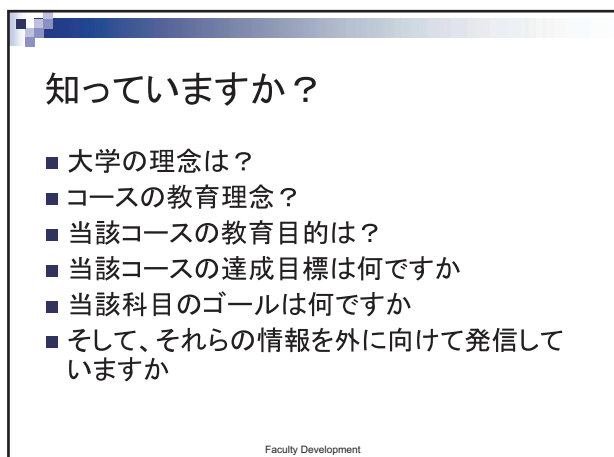 知っていますか？
■ 大学の理念は？
■ コースの教育理念？
■ 当該コースの教育目的は？
■ 当該コースの達成目標は何ですか
■ 当該科目のゴールは何ですか
■ そして、それらの情報を外に向けて発信して
いますか
Faculty Development